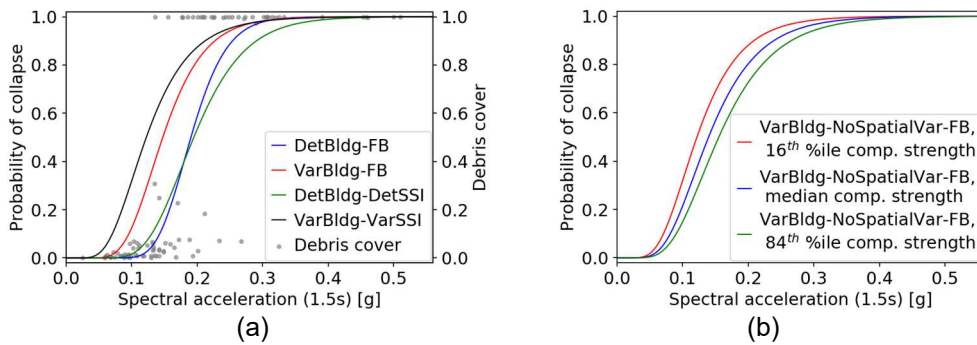 1.0
0.8
0.6
0.4
0.2
0.0
Probability of collapse
0.0 0.1 0.2 0.3 0.4 0.5
Spectral acceleration (1.5s) [g]
1.0
0.8
0.6
0.4
0.2
0.0
Debris cover
DetBldg-FB
VarBldg-FB
DetBldg-DetSSI
VarBldg-VarSSI
Debris cover
(a)
1.0
0.8
0.6
0.4
0.2
0.0
Probability of collapse
0.0 0.1 0.2 0.3 0.4 0.5
Spectral acceleration (1.5s) [g]
VarBldg-NoSpatialVar-FB,
16th %ile comp. strength
VarBldg-NoSpatialVar-FB,
median comp. strength
VarBldg-NoSpatialVar-FB,
84th %ile comp. strength
(b)